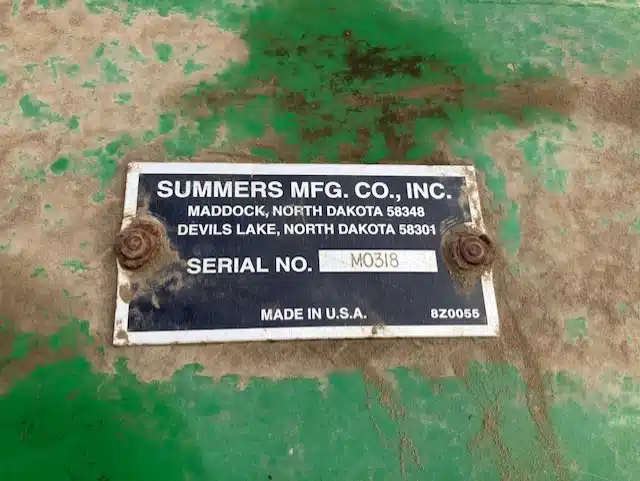 SUMMERS MFG. CO., INC.
MADDOCK, NORTH DAKOTA 58348
DEVILS LAKE, NORTH DAKOTA 58301
SERIAL NO. M0318
MADE IN U.S.A. 8Z0055